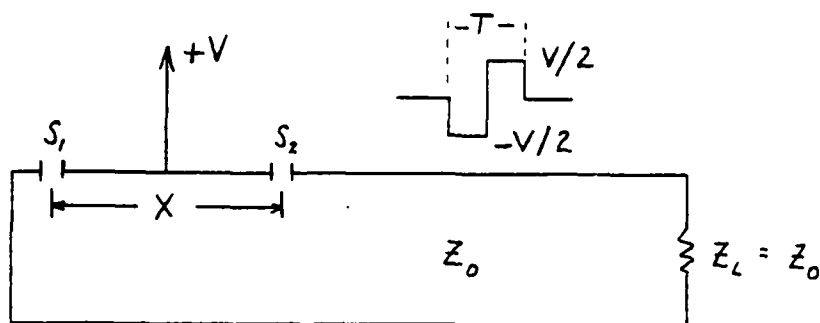 +V
-T-
V/2
-V/2
S₁
S₂
X
Z₀
Z_L = Z₀